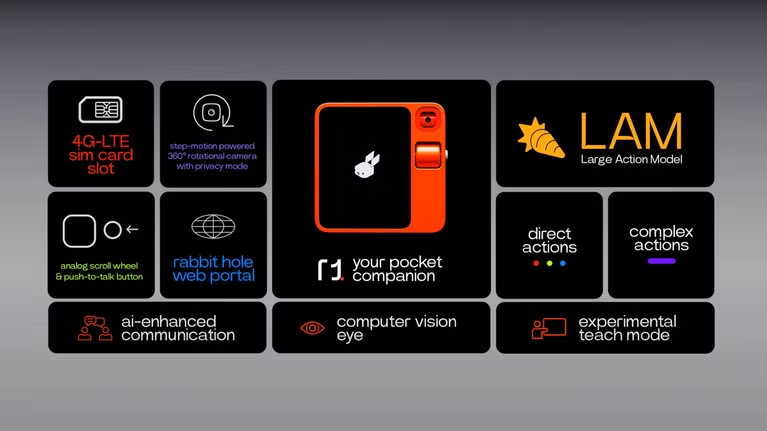 4G-LTE
sim card
slot
step-motion powered
360° rotational camera
with privacy mode
LAM
Large Action Model
analog scroll wheel
& push-to-talk button
rabbit hole
web portal
r1. your pocket
companion
direct
actions
complex
actions
ai-enhanced
communication
computer vision
eye
experimental
teach mode